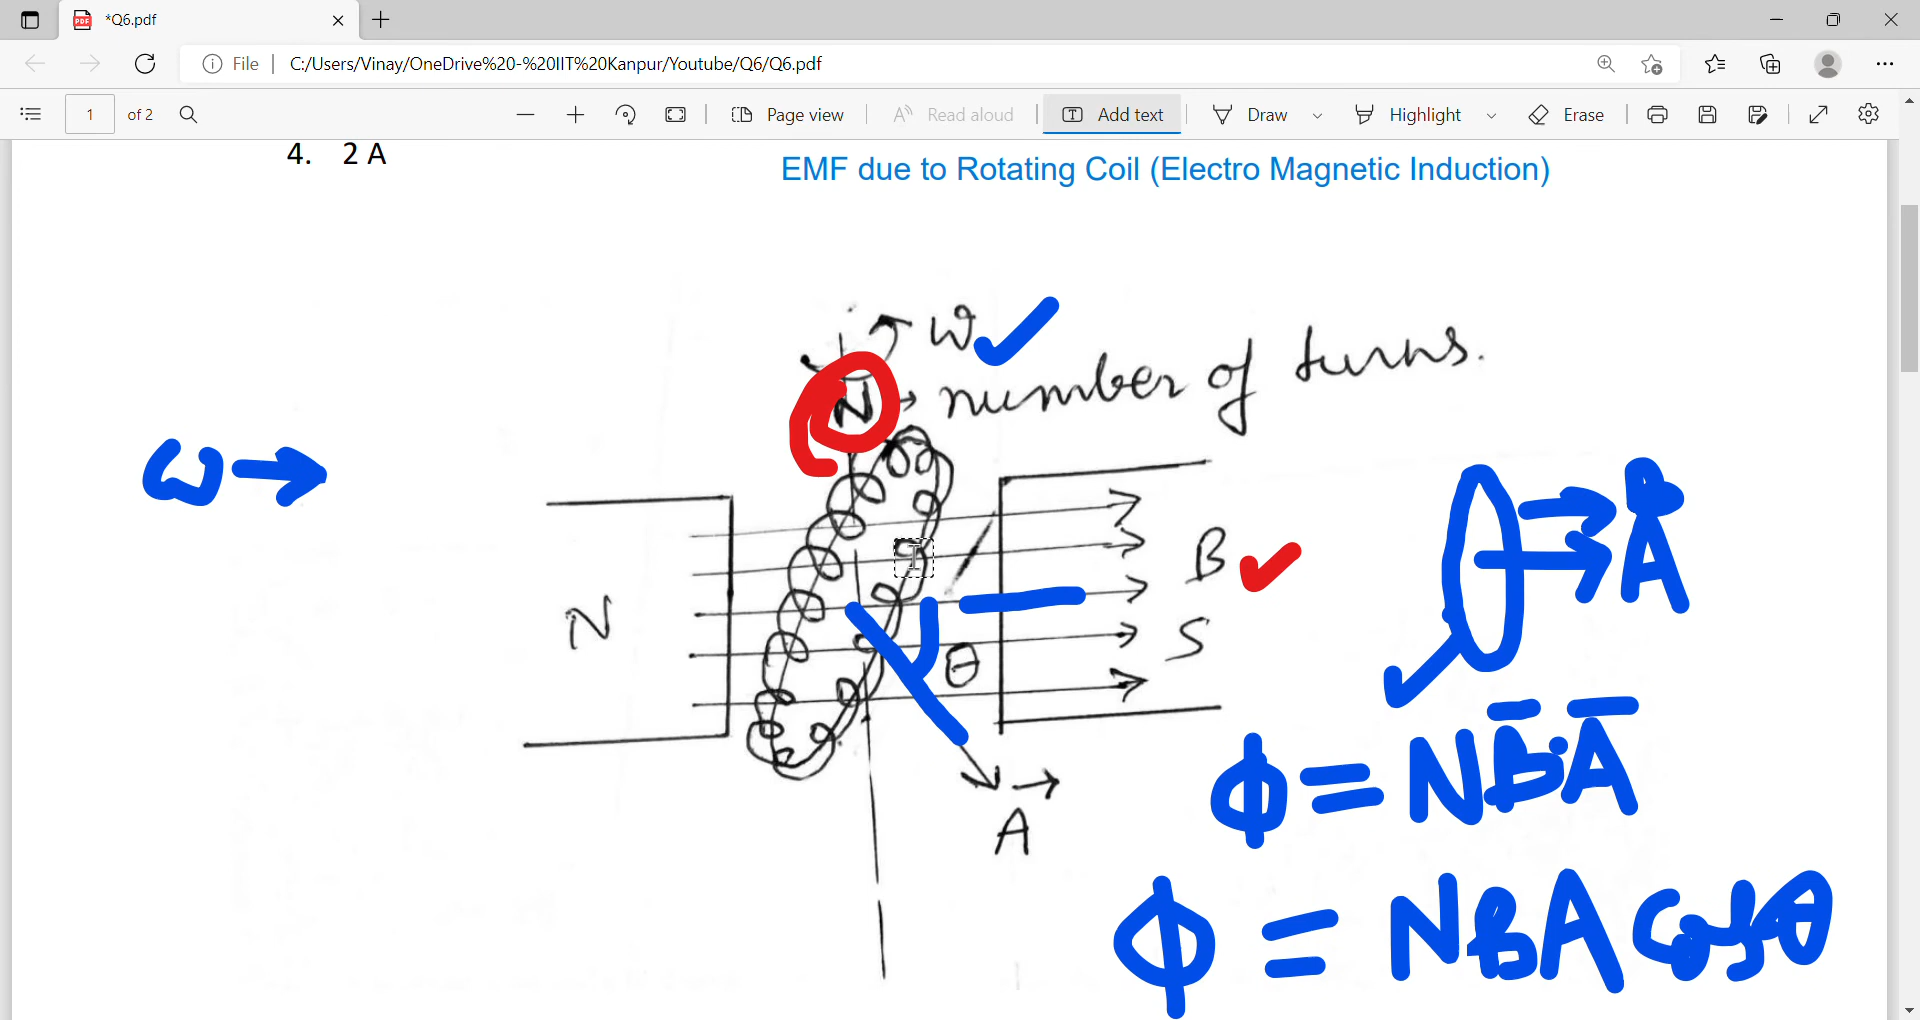 *Q6.pdf
File C:/Users/Vinay/OneDrive%20-%20IIT%20Kanpur/Youtube/Q6/Q6.pdf
1 of 2 Page view Read aloud Add text Draw Highlight Erase
4. 2 A
EMF due to Rotating Coil (Electro Magnetic Induction)
ω
N → number of turns.
ω →
B
A
B
N
S
θ
A
ϕ = N B̄·Ā
ϕ = NBA Cosθ